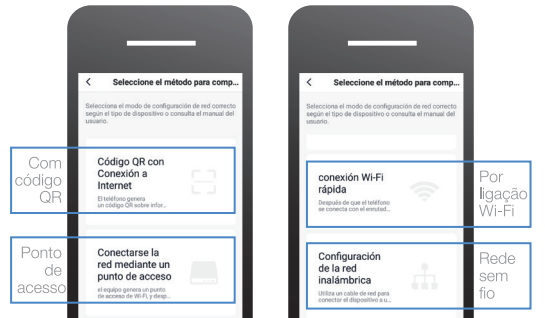 Seleccione el método para comp...
Selecciona el modo de configuración de red correcto
según el tipo de dispositivo o consulta el manual del
usuario.
Com
código
QR
Código QR con
Conexión a
Internet
El teléfono genera
un código QR sobre infor...
Ponto
de
acesso
Conectarse la
red mediante un
punto de acceso
el equipo genera un punto
de acceso de Wi-Fi, y desp...
Seleccione el método para comp...
Selecciona el modo de configuración de red correcto
según el tipo de dispositivo o consulta el manual del
usuario.
conexión Wi-Fi
rápida
Después de que el teléfono
se conecta con el enrutad...
Por
ligação
Wi-Fi
Configuración
de la red
inalámbrica
Utiliza un cable de red para
conectar el dispositivo a u...
Rede
sem
fio